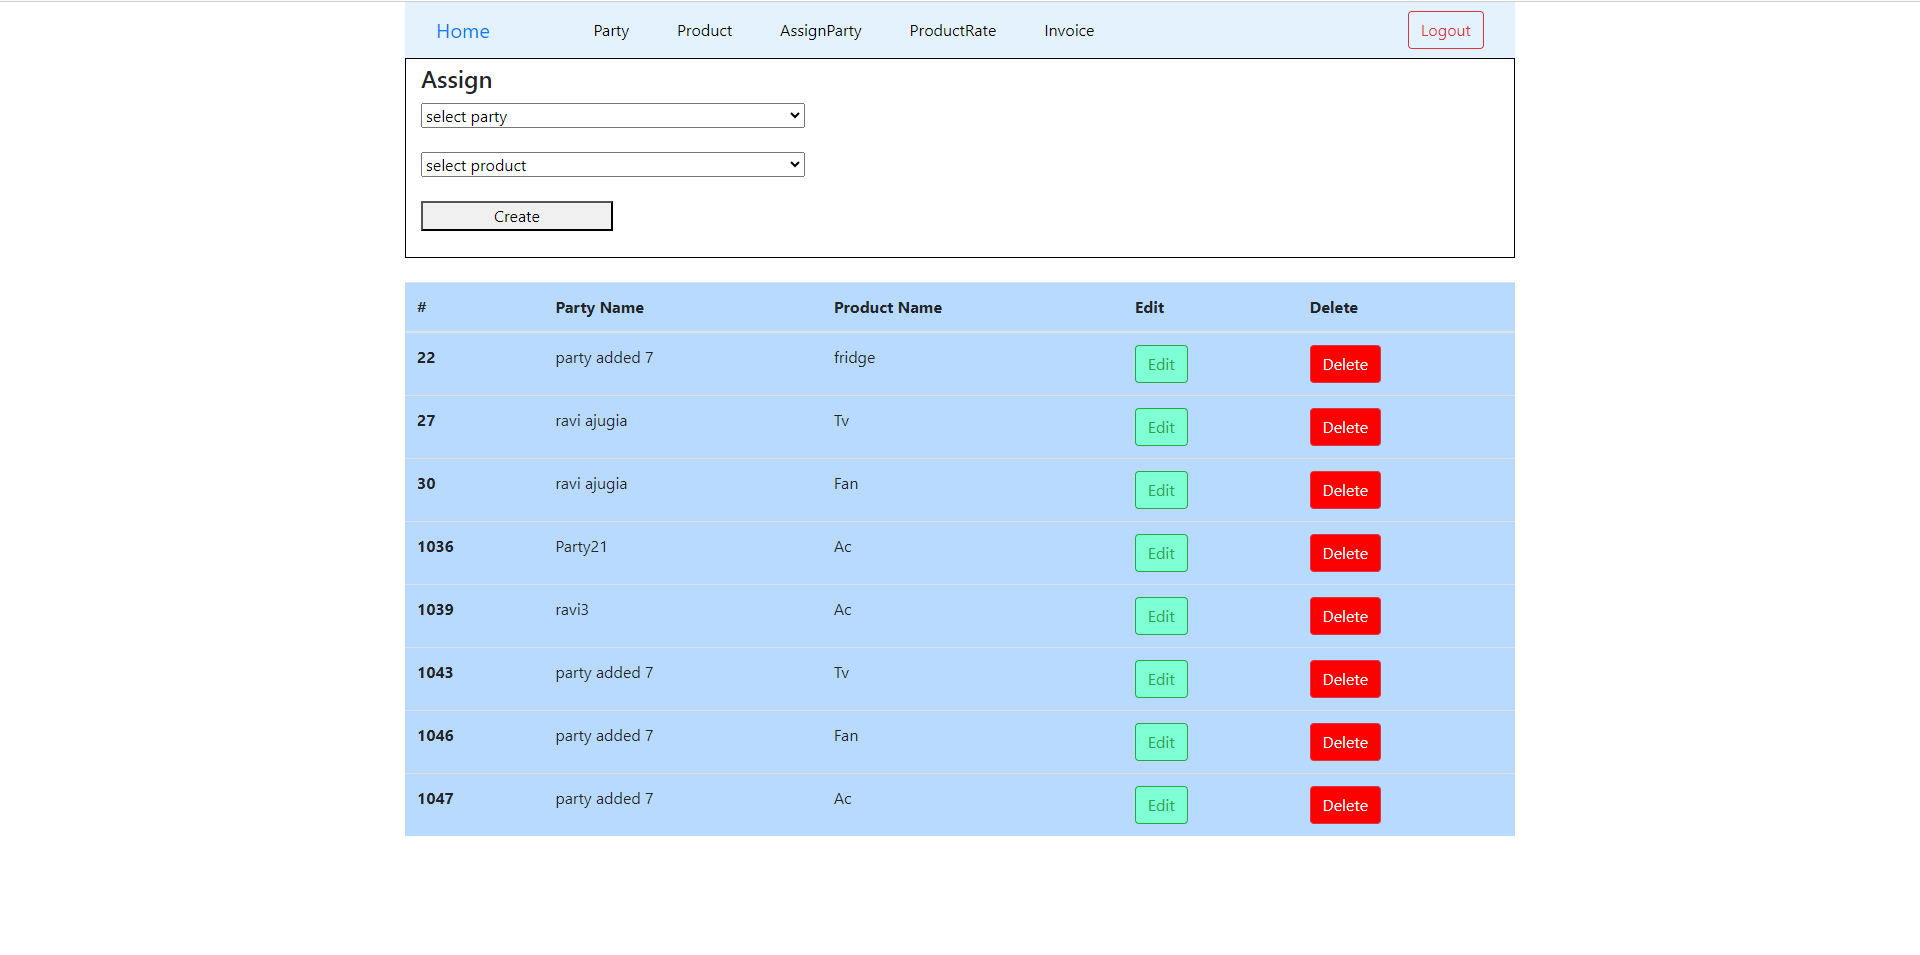 Home Party Product AssignParty ProductRate Invoice Logout
Assign
select party
select product
Create
# Party Name Product Name Edit Delete
22 party added 7 fridge Edit Delete
27 ravi ajugia Tv Edit Delete
30 ravi ajugia Fan Edit Delete
1036 Party21 Ac Edit Delete
1039 ravi3 Ac Edit Delete
1043 party added 7 Tv Edit Delete
1046 party added 7 Fan Edit Delete
1047 party added 7 Ac Edit Delete